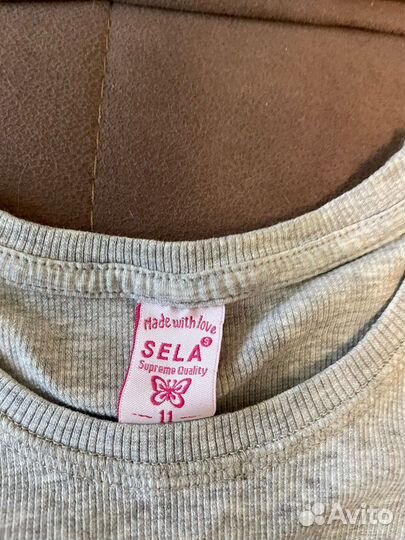 Made with love
SELA S
Supreme Quality
11
Avito